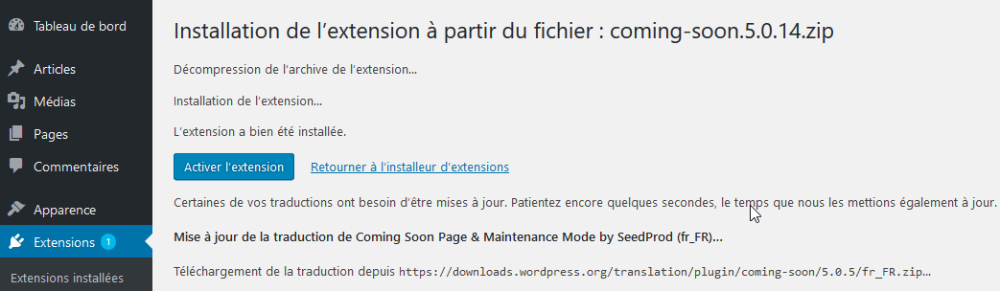 Tableau de bord
Articles
Médias
Pages
Commentaires
Apparence
Extensions 1
Extensions installées
Installation de l’extension à partir du fichier : coming-soon.5.0.14.zip
Décompression de l’archive de l’extension…
Installation de l’extension…
L’extension a bien été installée.
Activer l’extension Retourner à l’installeur d’extensions
Certaines de vos traductions ont besoin d’être mises à jour. Patientez encore quelques secondes, le temps que nous les mettions également à jour.
Mise à jour de la traduction de Coming Soon Page & Maintenance Mode by SeedProd (fr_FR)…
Téléchargement de la traduction depuis https://downloads.wordpress.org/translation/plugin/coming-soon/5.0.5/fr_FR.zip…